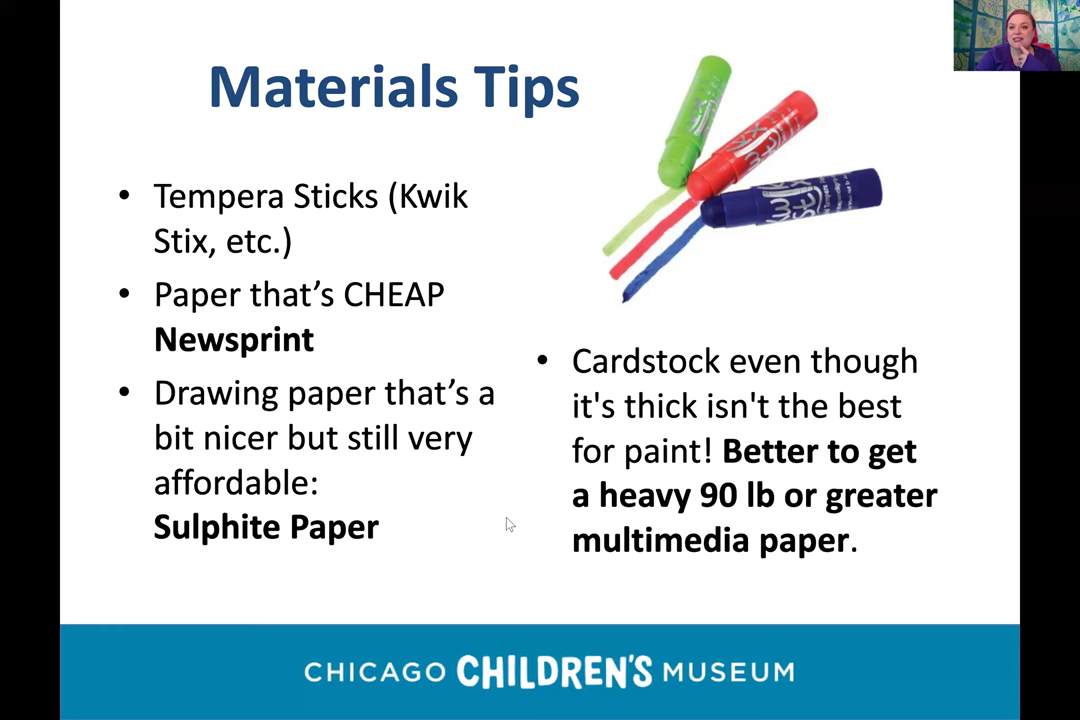 Materials Tips
• Tempera Sticks (Kwik
Stix, etc.)
• Paper that’s CHEAP
Newsprint
• Drawing paper that’s a
bit nicer but still very
affordable:
Sulphite Paper
• Cardstock even though
it's thick isn't the best
for paint! Better to get
a heavy 90 lb or greater
multimedia paper.
CHICAGO CHILDREN'S MUSEUM